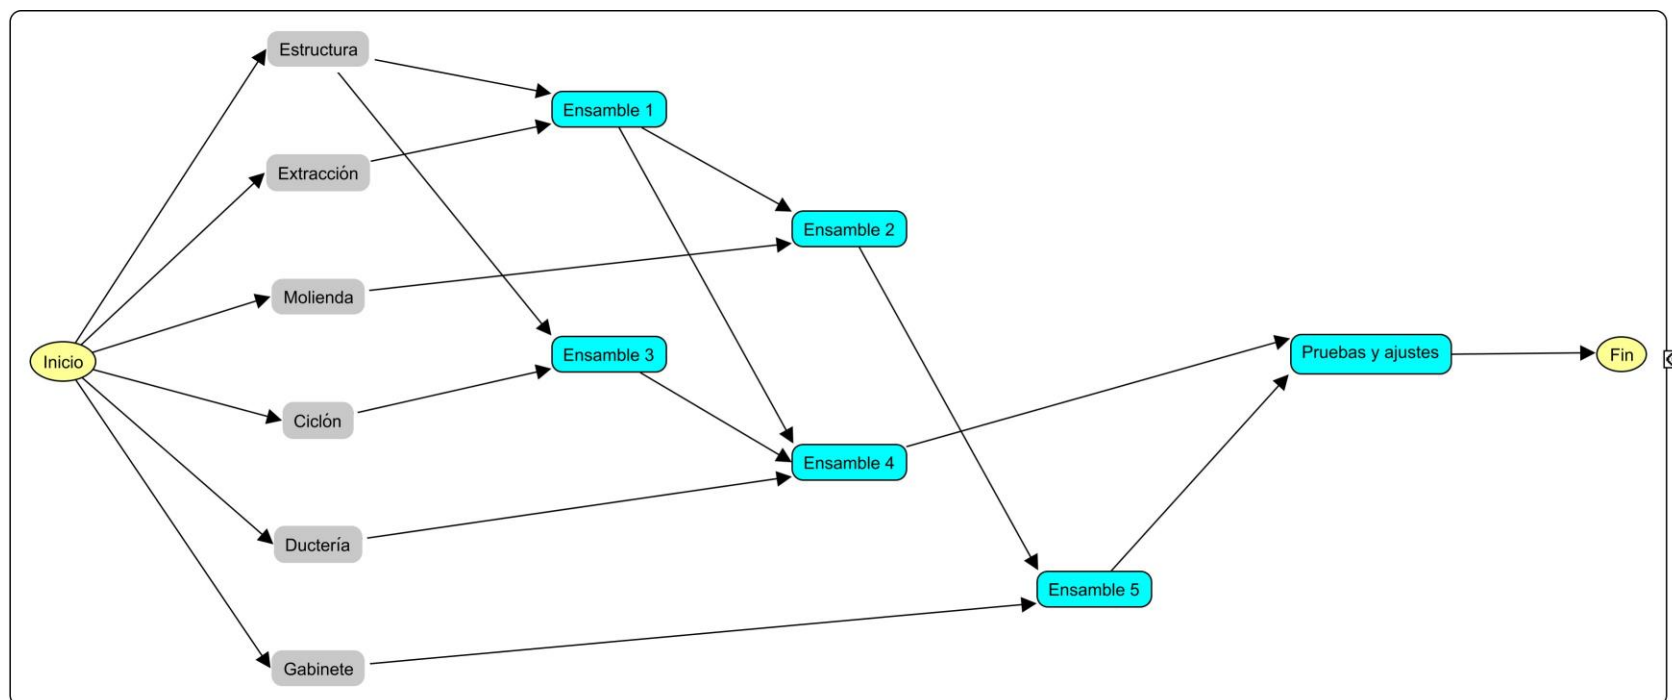 Estructura
Ensamble 1
Extracción
Ensamble 2
Molienda
Inicio
Ensamble 3
Pruebas y ajustes
Fin
Ciclón
Ensamble 4
Ductería
Ensamble 5
Gabinete